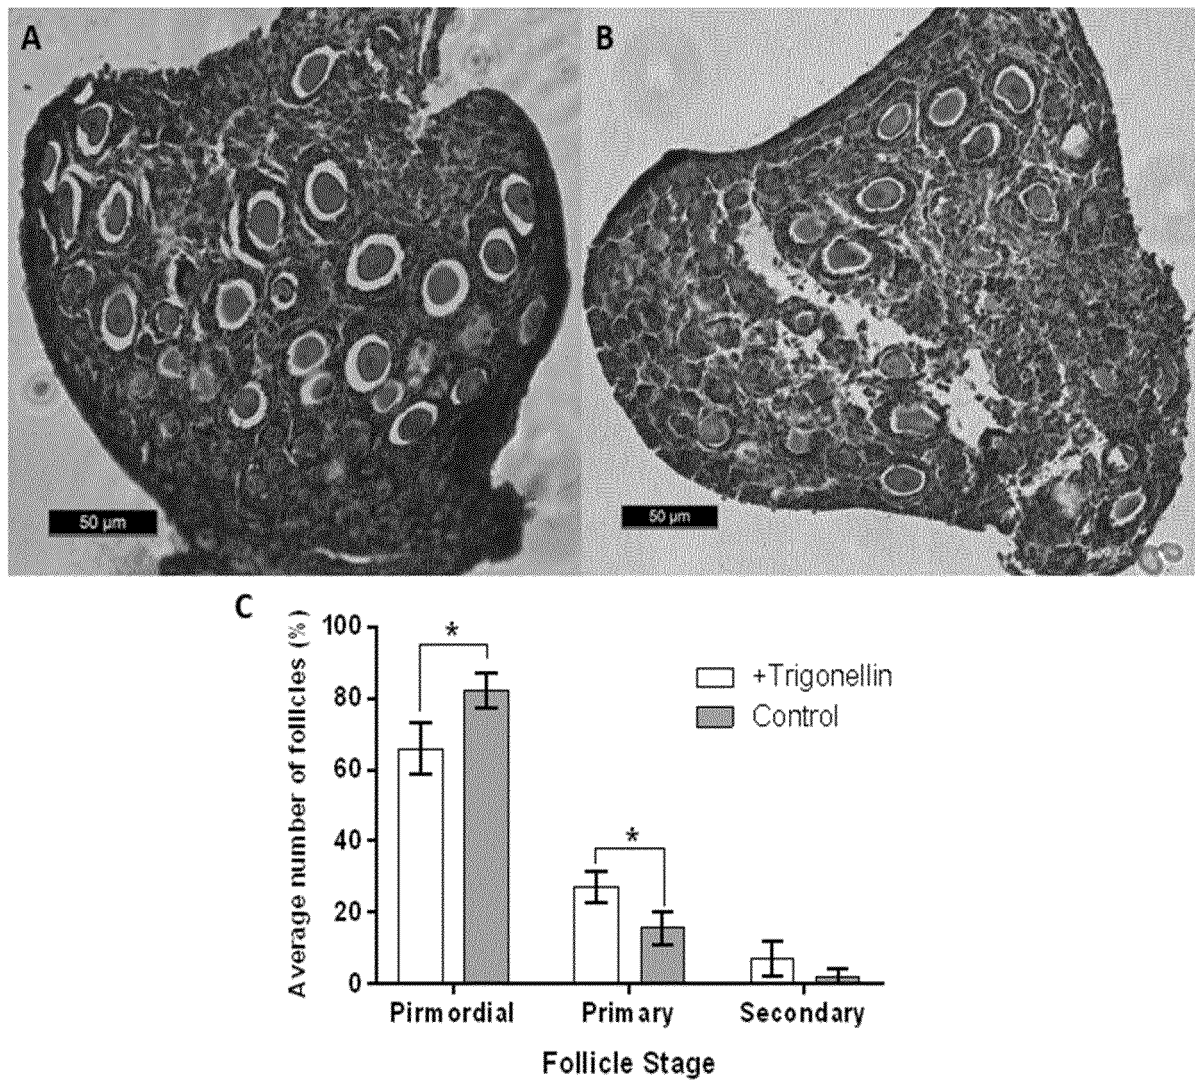 A
B
50 µm
50 µm
C
Average number of follicles (%)
100
80
60
40
20
0
*
*
+Trigonellin
Control
Pirmordial
Primary
Secondary
Follicle Stage